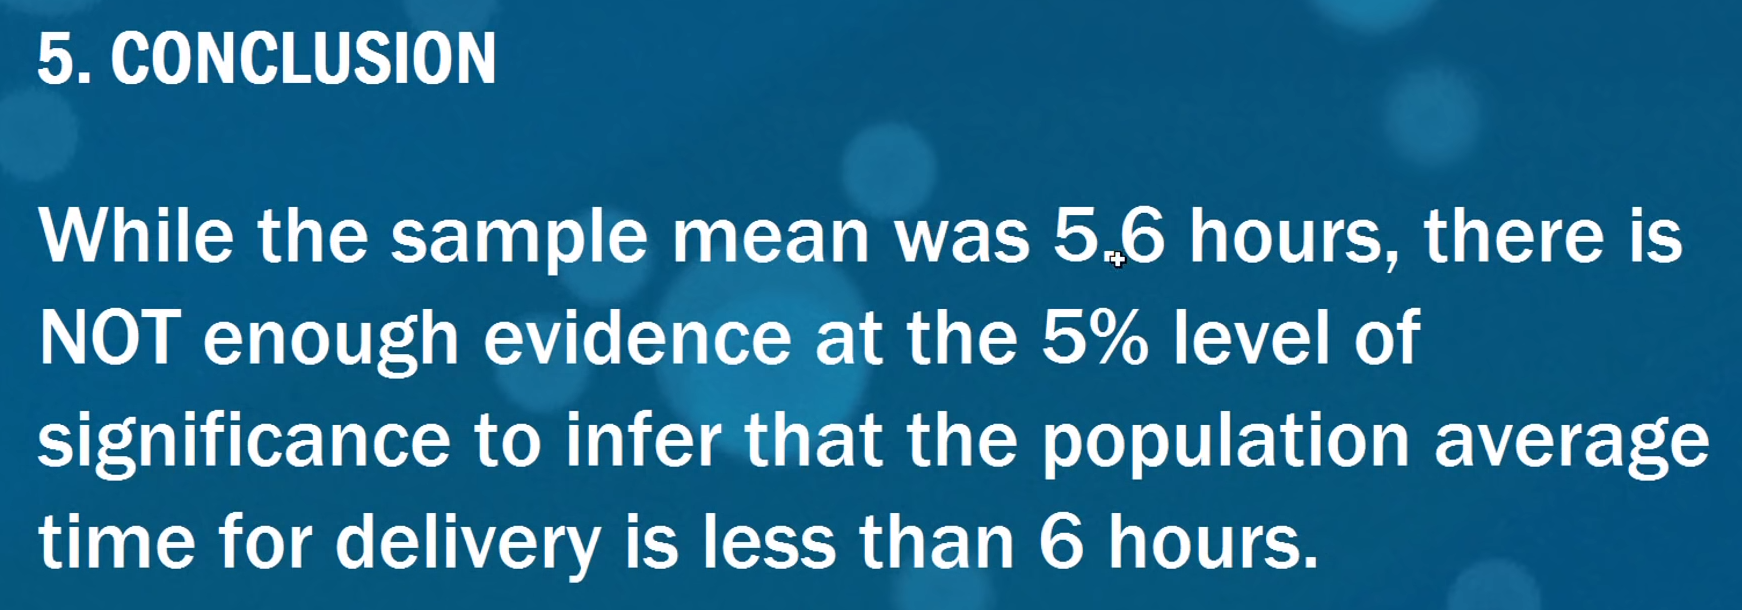 5. CONCLUSION
While the sample mean was 5.6 hours, there is
NOT enough evidence at the 5% level of
significance to infer that the population average
time for delivery is less than 6 hours.